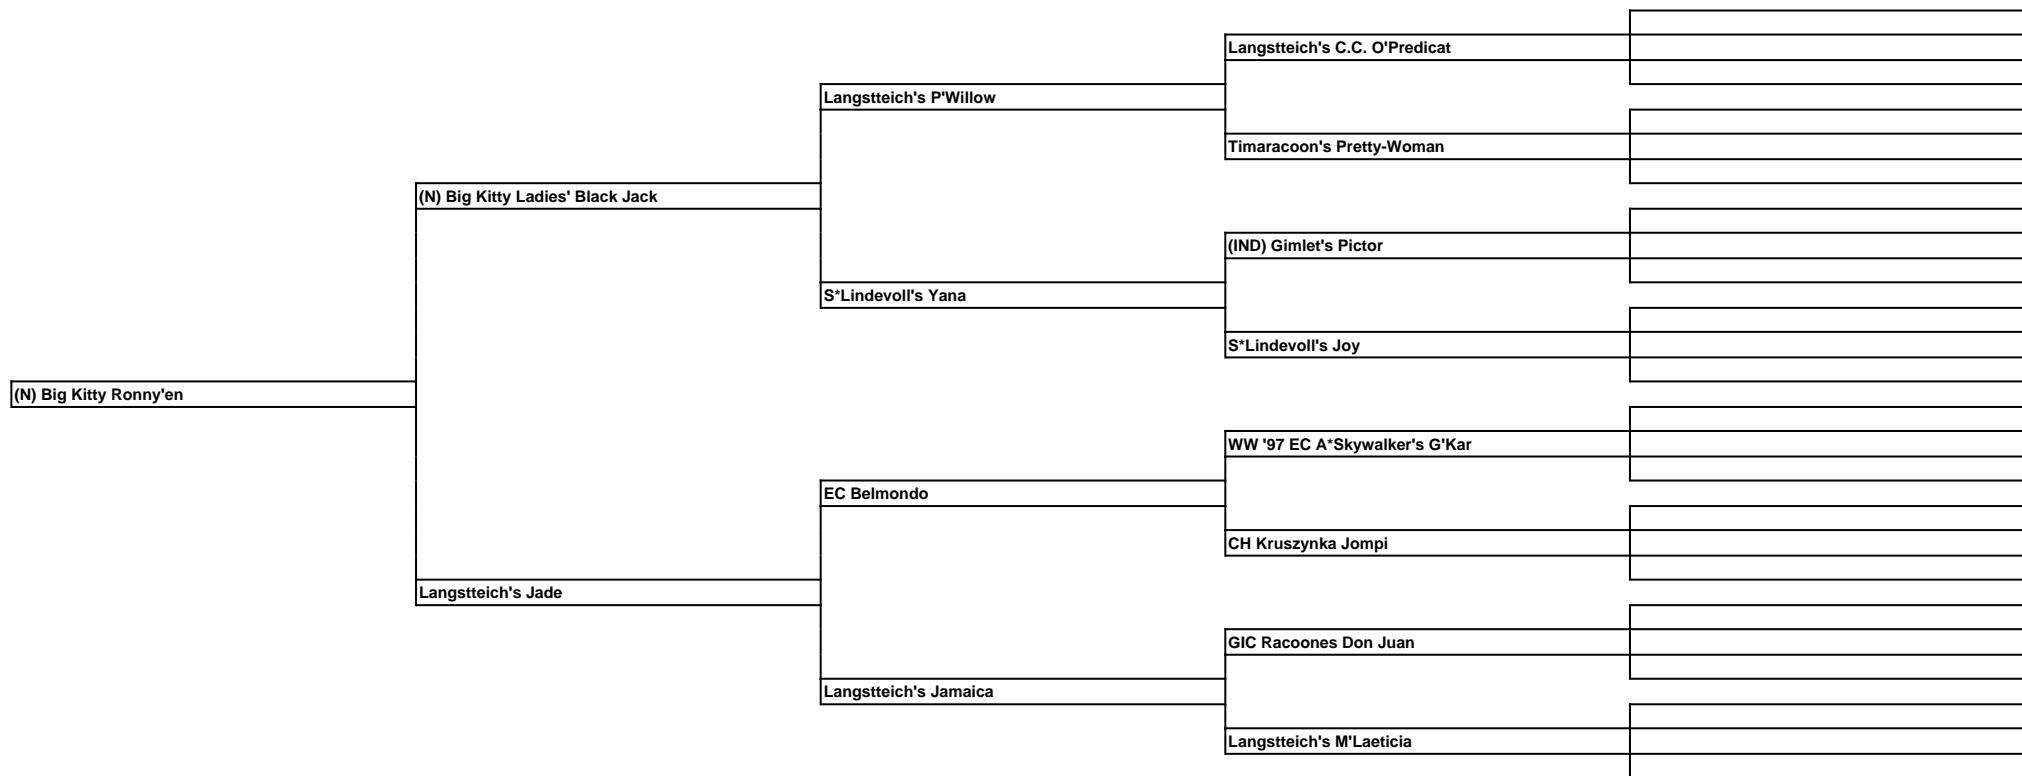 Langstteich's C.C. O'Predicat
Langstteich's P'Willow
Timaracoon's Pretty-Woman
(N) Big Kitty Ladies' Black Jack
(IND) Gimlet's Pictor
S*Lindevoll's Yana
S*Lindevoll's Joy
(N) Big Kitty Ronny'en
WW '97 EC A*Skywalker's G'Kar
EC Belmondo
CH Kruszynka Jompi
Langstteich's Jade
GIC Racoones Don Juan
Langstteich's Jamaica
Langstteich's M'Laeticia